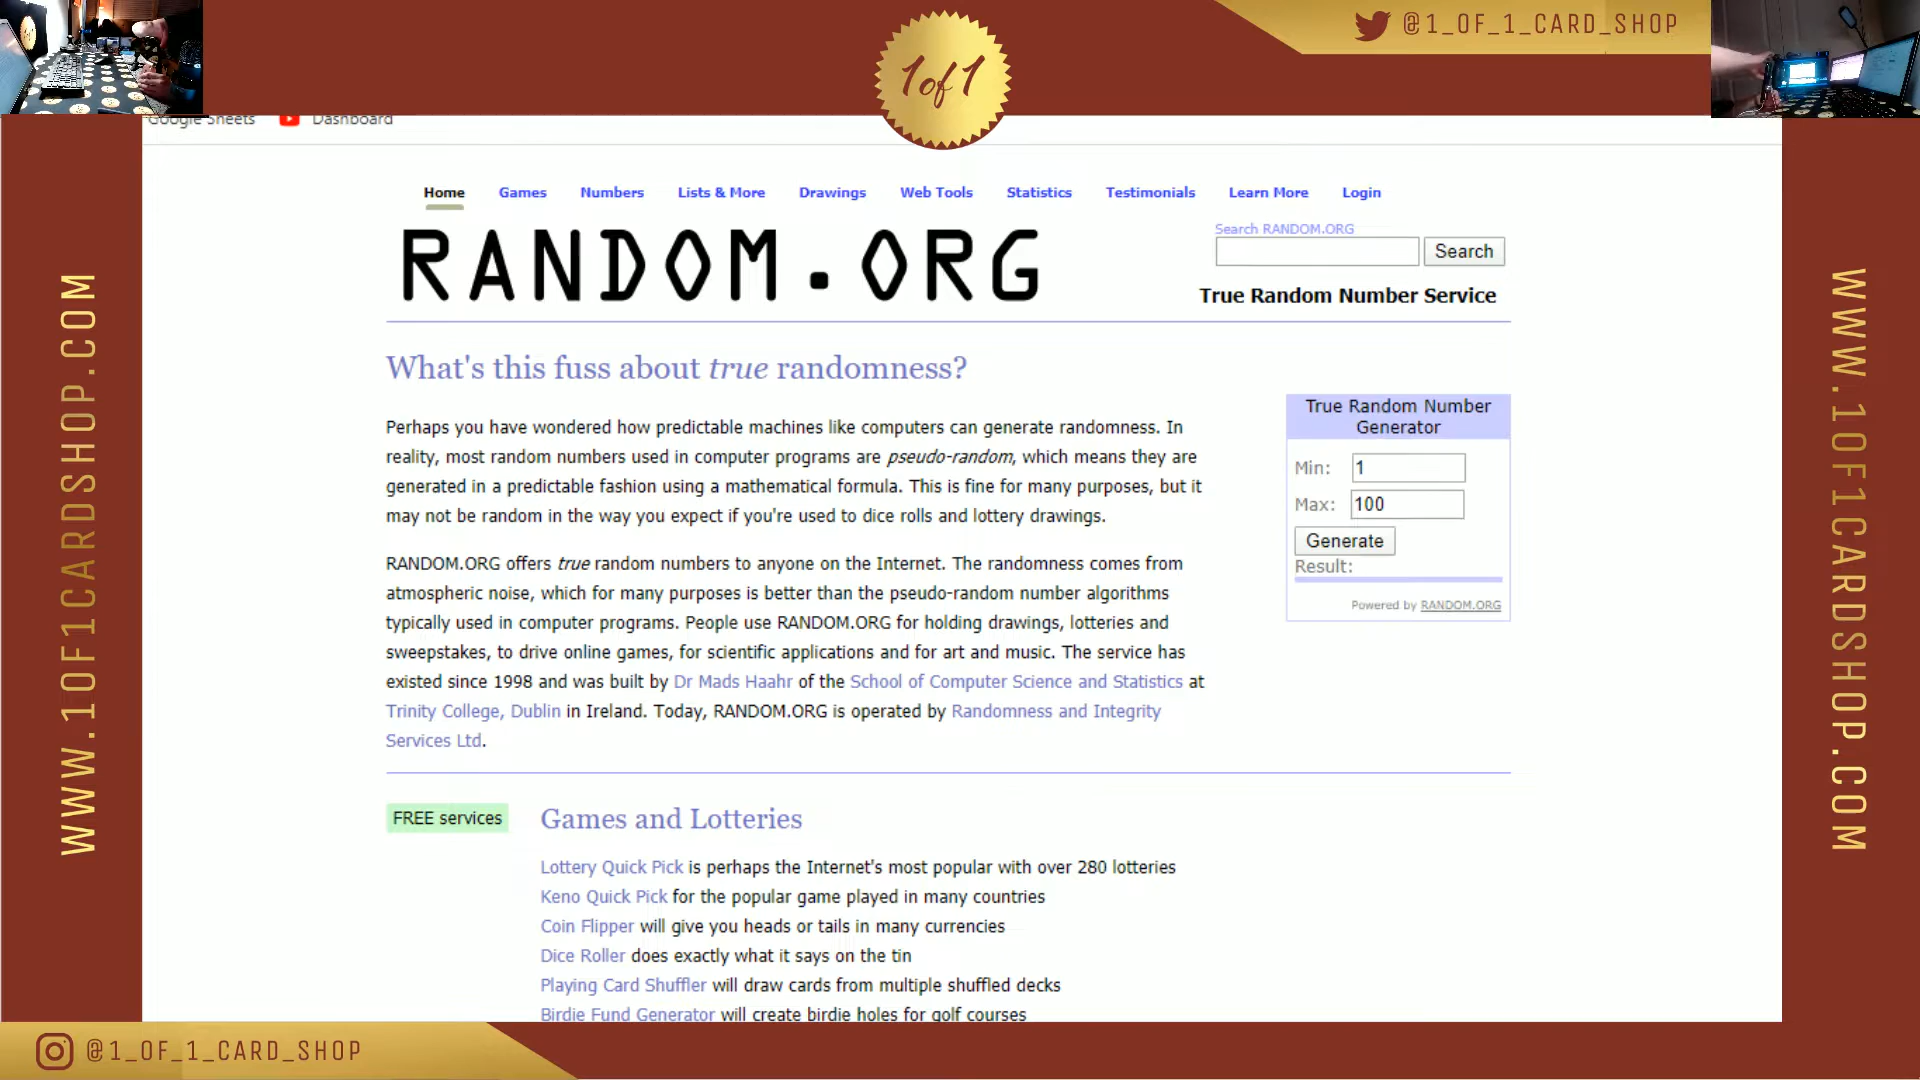 @1_OF_1_CARD_SHOP
1of1
Google Sheets
Dashboard
Home Games Numbers Lists & More Drawings Web Tools Statistics Testimonials Learn More Login
RANDOM.ORG
Search RANDOM.ORG
Search
True Random Number Service
What's this fuss about true randomness?
Perhaps you have wondered how predictable machines like computers can generate randomness. In
reality, most random numbers used in computer programs are pseudo-random, which means they are
generated in a predictable fashion using a mathematical formula. This is fine for many purposes, but it
may not be random in the way you expect if you're used to dice rolls and lottery drawings.
RANDOM.ORG offers true random numbers to anyone on the Internet. The randomness comes from
atmospheric noise, which for many purposes is better than the pseudo-random number algorithms
typically used in computer programs. People use RANDOM.ORG for holding drawings, lotteries and
sweepstakes, to drive online games, for scientific applications and for art and music. The service has
existed since 1998 and was built by Dr Mads Haahr of the School of Computer Science and Statistics at
Trinity College, Dublin in Ireland. Today, RANDOM.ORG is operated by Randomness and Integrity
Services Ltd.
True Random Number
Generator
Min: 1
Max: 100
Generate
Result:
Powered by RANDOM.ORG
FREE services
Games and Lotteries
Lottery Quick Pick is perhaps the Internet's most popular with over 280 lotteries
Keno Quick Pick for the popular game played in many countries
Coin Flipper will give you heads or tails in many currencies
Dice Roller does exactly what it says on the tin
Playing Card Shuffler will draw cards from multiple shuffled decks
Birdie Fund Generator will create birdie holes for golf courses
WWW.1OF1CARDSHOP.COM
WWW.1OF1CARDSHOP.COM
@1_OF_1_CARD_SHOP